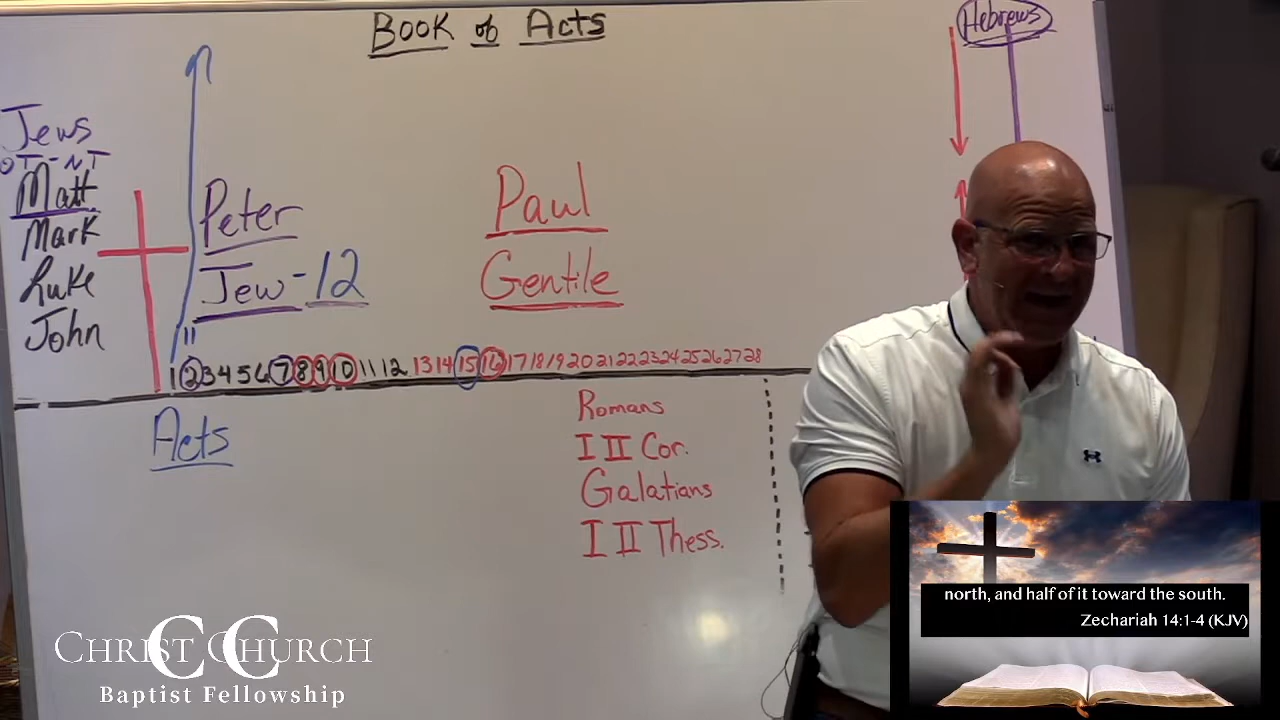 Book of Acts
Hebrews
Jews
OT-NT
Matt
Mark
Luke
John
Peter
Jew-12
Paul
Gentile
1 2 3 4 5 6 7 8 9 10 11 12 13 14 15 16 17 18 19 20 21 22 23 24 25 26 27 28
Acts
Romans
I II Cor.
Galatians
I II Thess.
north, and half of it toward the south.
Zechariah 14:1-4 (KJV)
CC
CHRIST CHURCH
Baptist Fellowship